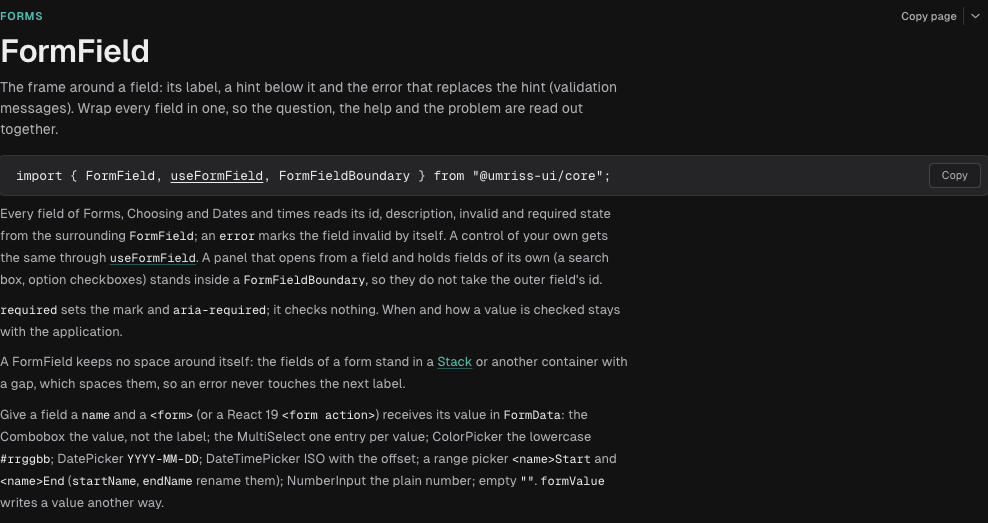 FORMS
Copy page
FormField
The frame around a field: its label, a hint below it and the error that replaces the hint (validation
messages). Wrap every field in one, so the question, the help and the problem are read out
together.
import { FormField, useFormField, FormFieldBoundary } from "@umriss-ui/core";
Copy
Every field of Forms, Choosing and Dates and times reads its id, description, invalid and required state
from the surrounding FormField; an error marks the field invalid by itself. A control of your own gets
the same through useFormField. A panel that opens from a field and holds fields of its own (a search
box, option checkboxes) stands inside a FormFieldBoundary, so they do not take the outer field's id.
required sets the mark and aria-required; it checks nothing. When and how a value is checked stays
with the application.
A FormField keeps no space around itself: the fields of a form stand in a Stack or another container with
a gap, which spaces them, so an error never touches the next label.
Give a field a name and a <form> (or a React 19 <form action>) receives its value in FormData: the
Combobox the value, not the label; the MultiSelect one entry per value; ColorPicker the lowercase
#rrggbb; DatePicker YYYY-MM-DD; DateTimePicker ISO with the offset; a range picker <name>Start and
<name>End (startName, endName rename them); NumberInput the plain number; empty "". formValue
writes a value another way.